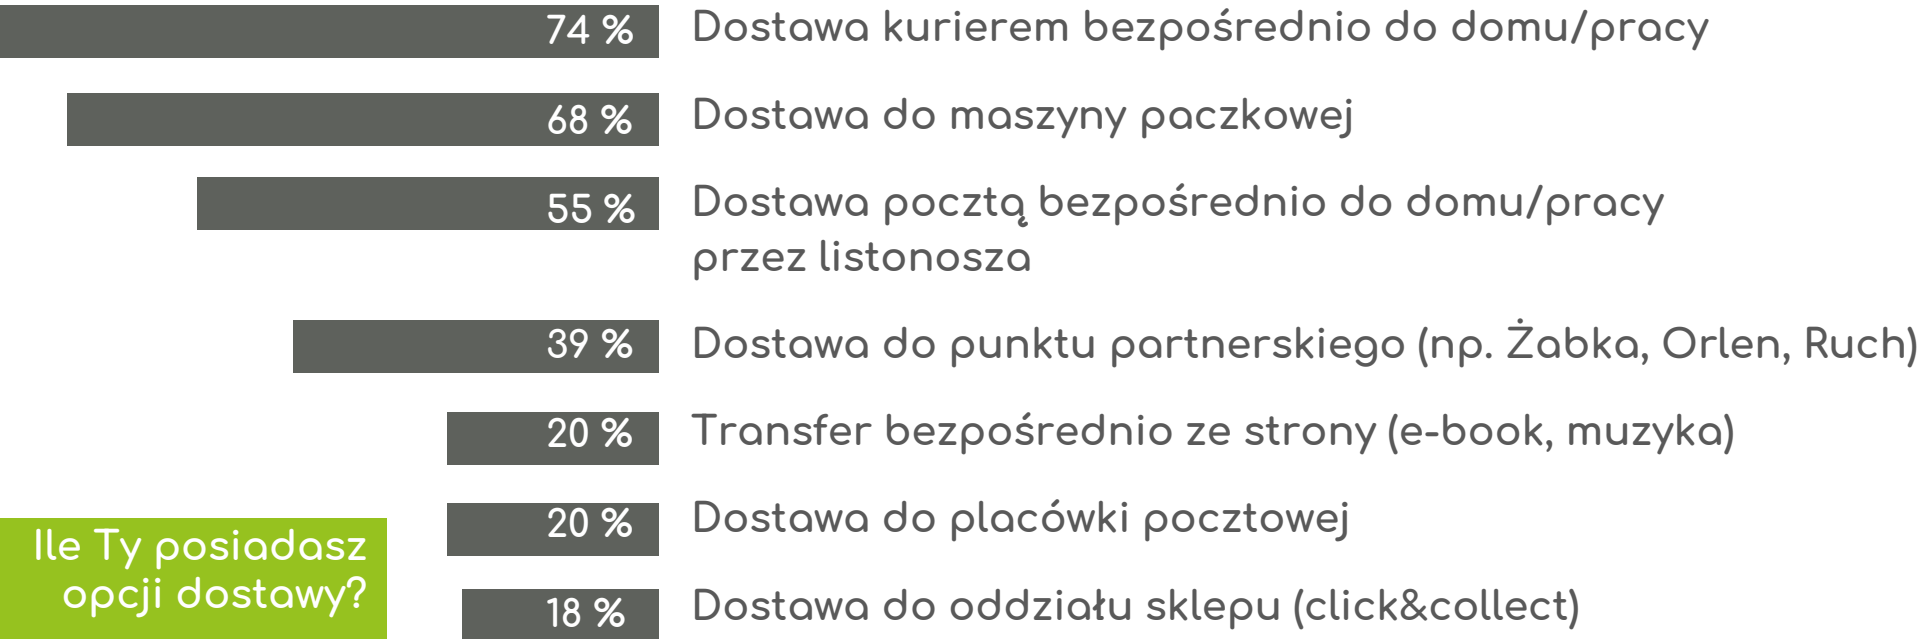 74 % Dostawa kurierem bezpośrednio do domu/pracy
68 % Dostawa do maszyny paczkowej
55 % Dostawa pocztą bezpośrednio do domu/pracy
przez listonosza
39 % Dostawa do punktu partnerskiego (np. Żabka, Orlen, Ruch)
20 % Transfer bezpośrednio ze strony (e-book, muzyka)
20 % Dostawa do placówki pocztowej
18 % Dostawa do oddziału sklepu (click&collect)
Ile Ty posiadasz
opcji dostawy?